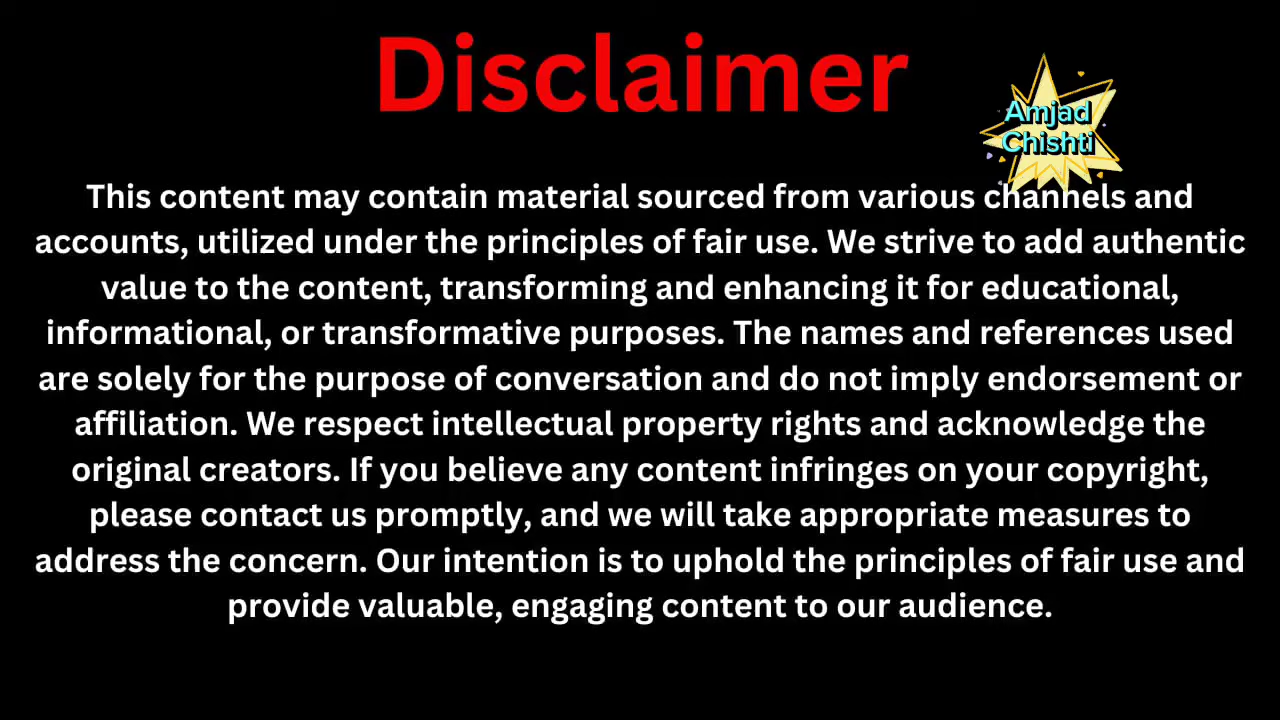 Disclaimer
Amjad
Chishti
This content may contain material sourced from various channels and
accounts, utilized under the principles of fair use. We strive to add authentic
value to the content, transforming and enhancing it for educational,
informational, or transformative purposes. The names and references used
are solely for the purpose of conversation and do not imply endorsement or
affiliation. We respect intellectual property rights and acknowledge the
original creators. If you believe any content infringes on your copyright,
please contact us promptly, and we will take appropriate measures to
address the concern. Our intention is to uphold the principles of fair use and
provide valuable, engaging content to our audience.